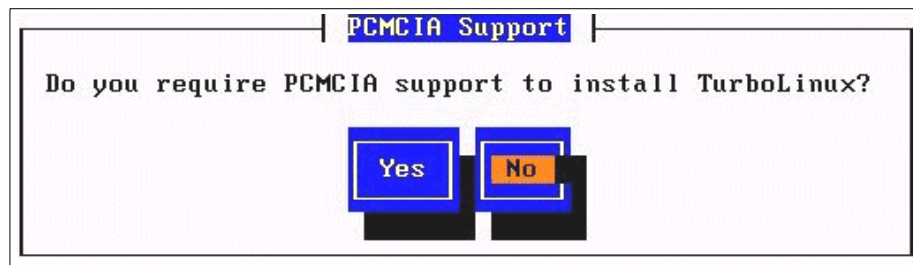 PCMCIA Support
Do you require PCMCIA support to install TurboLinux?
Yes No